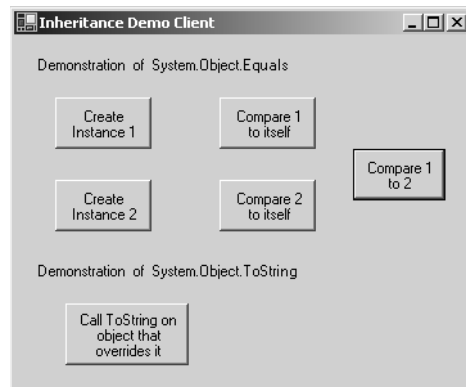 Inheritance Demo Client
Demonstration of System.Object.Equals
Create
Instance 1
Compare 1
to itself
Compare 1
to 2
Create
Instance 2
Compare 2
to itself
Demonstration of System.Object.ToString
Call ToString on
object that
overrides it